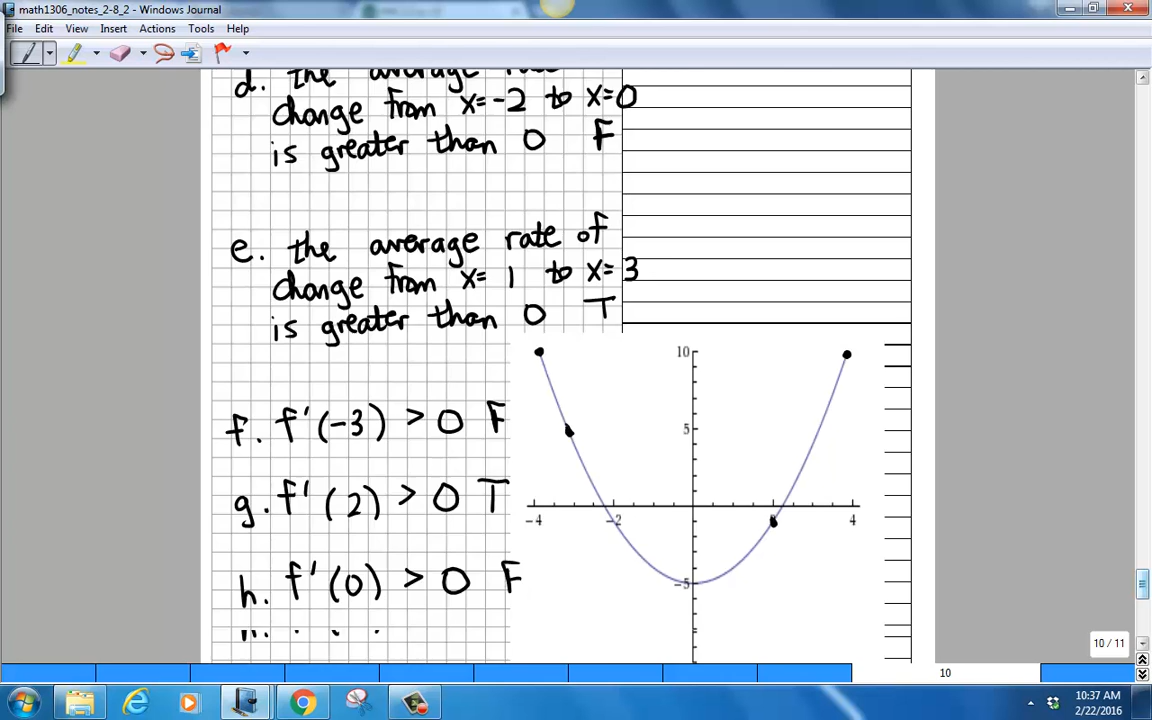 math1306_notes_2-8_2 - Windows Journal
File Edit View Insert Actions Tools Help
d. the average rate
change from x=-2 to x=0
is greater than 0 F
e. the average rate of
change from x= 1 to x=3
is greater than 0 T
f. f'(-3) > 0 F
g. f'(2) > 0 T
h. f'(0) > 0 F
10
5
-4 -2 2 4
-5
10 / 11
10
10:37 AM
2/22/2016